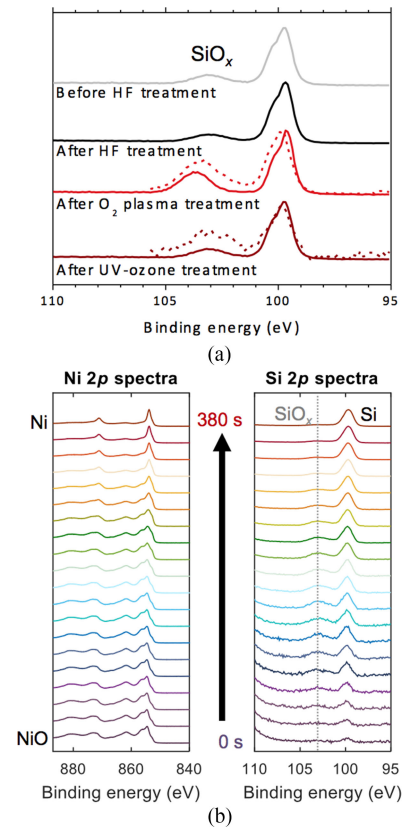 SiOx
Before HF treatment
After HF treatment
After O2 plasma treatment
After UV-ozone treatment
110 105 100 95
Binding energy (eV)
(a)
Ni 2p spectra Si 2p spectra
Ni 380 s SiOx Si
NiO 0 s
880 860 840 110 105 100 95
Binding energy (eV) Binding energy (eV)
(b)